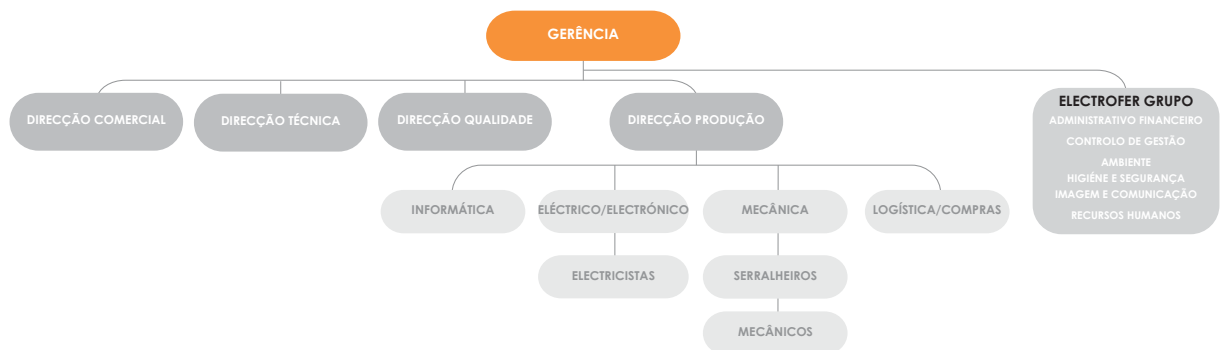 GERÊNCIA
DIRECÇÃO COMERCIAL
DIRECÇÃO TÉCNICA
DIRECÇÃO QUALIDADE
DIRECÇÃO PRODUÇÃO
ELECTROFER GRUPO
ADMINISTRATIVO FINANCEIRO
CONTROLO DE GESTÃO
AMBIENTE
HIGIÉNE E SEGURANÇA
IMAGEM E COMUNICAÇÃO
RECURSOS HUMANOS
INFORMÁTICA
ELÉCTRICO/ELECTRÓNICO
MECÂNICA
LOGÍSTICA/COMPRAS
ELECTRICISTAS
SERRALHEIROS
MECÂNICOS